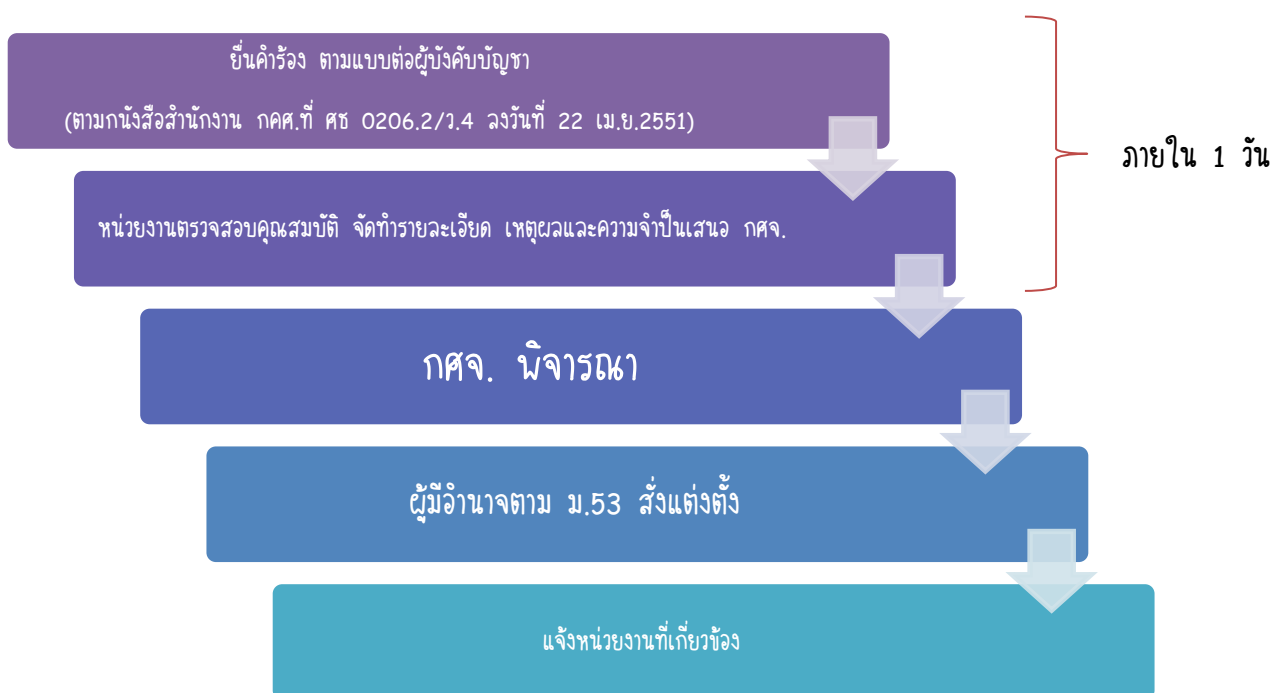 ยื่นคำร้อง ตามแบบต่อผู้บังคับบัญชา
(ตามกนังสือสำนักงาน กคศ.ที่ ศธ 0206.2/ว.4 ลงวันที่ 22 เม.ย.2551)
ภายใน 1 วัน
หน่วยงานตรวจสอบคุณสมบัติ จัดทำรายละเอียด เหตุผลและความจำป็นเสนอ กศจ.
กศจ. พิจารณา
ผู้มีอำนาจตาม ม.53 สั่งแต่งตั้ง
แจ้งหน่วยงานที่เกี่ยวข้อง